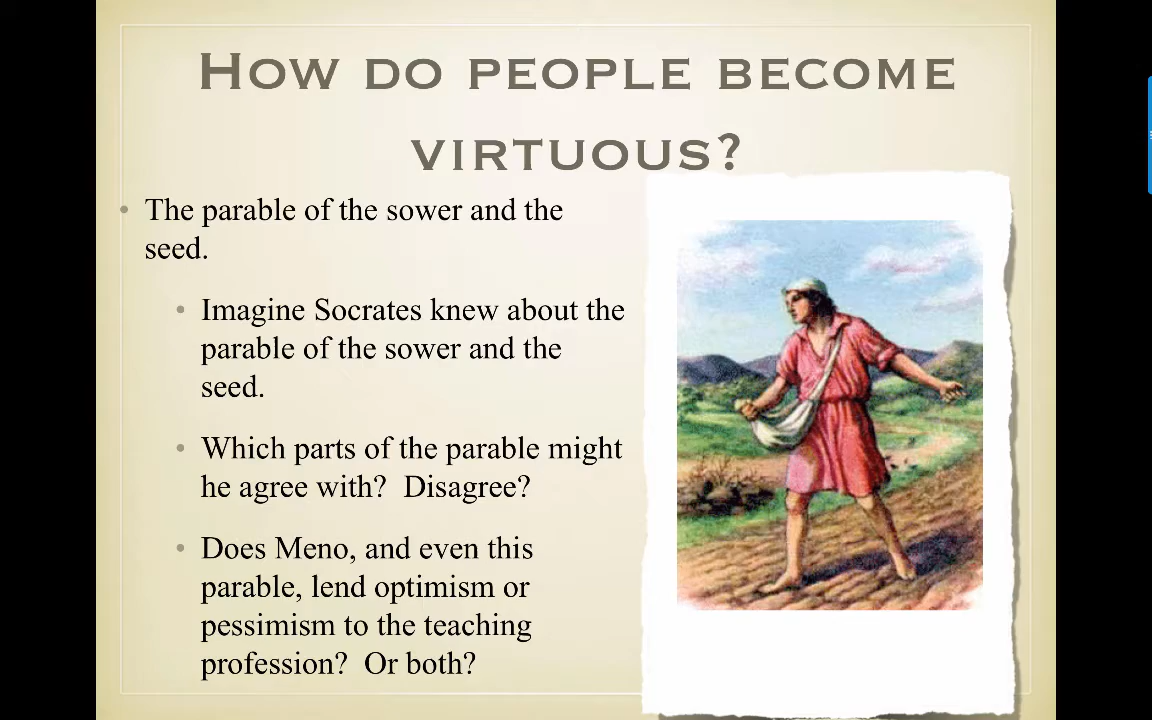 How do people become
virtuous?
• The parable of the sower and the
seed.
• Imagine Socrates knew about the
parable of the sower and the
seed.
• Which parts of the parable might
he agree with?  Disagree?
• Does Meno, and even this
parable, lend optimism or
pessimism to the teaching
profession?  Or both?